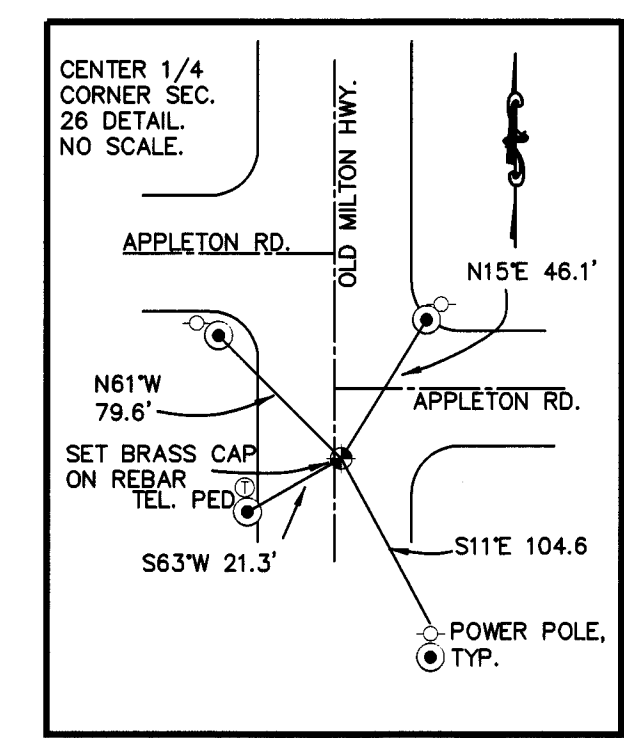 CENTER 1/4
CORNER SEC.
26 DETAIL.
NO SCALE.
OLD MILTON HWY.
APPLETON RD.
N15°E 46.1'
N61°W
79.6'
APPLETON RD.
SET BRASS CAP
ON REBAR
T
TEL. PED
S63°W 21.3'
S11°E 104.6
POWER POLE,
TYP.